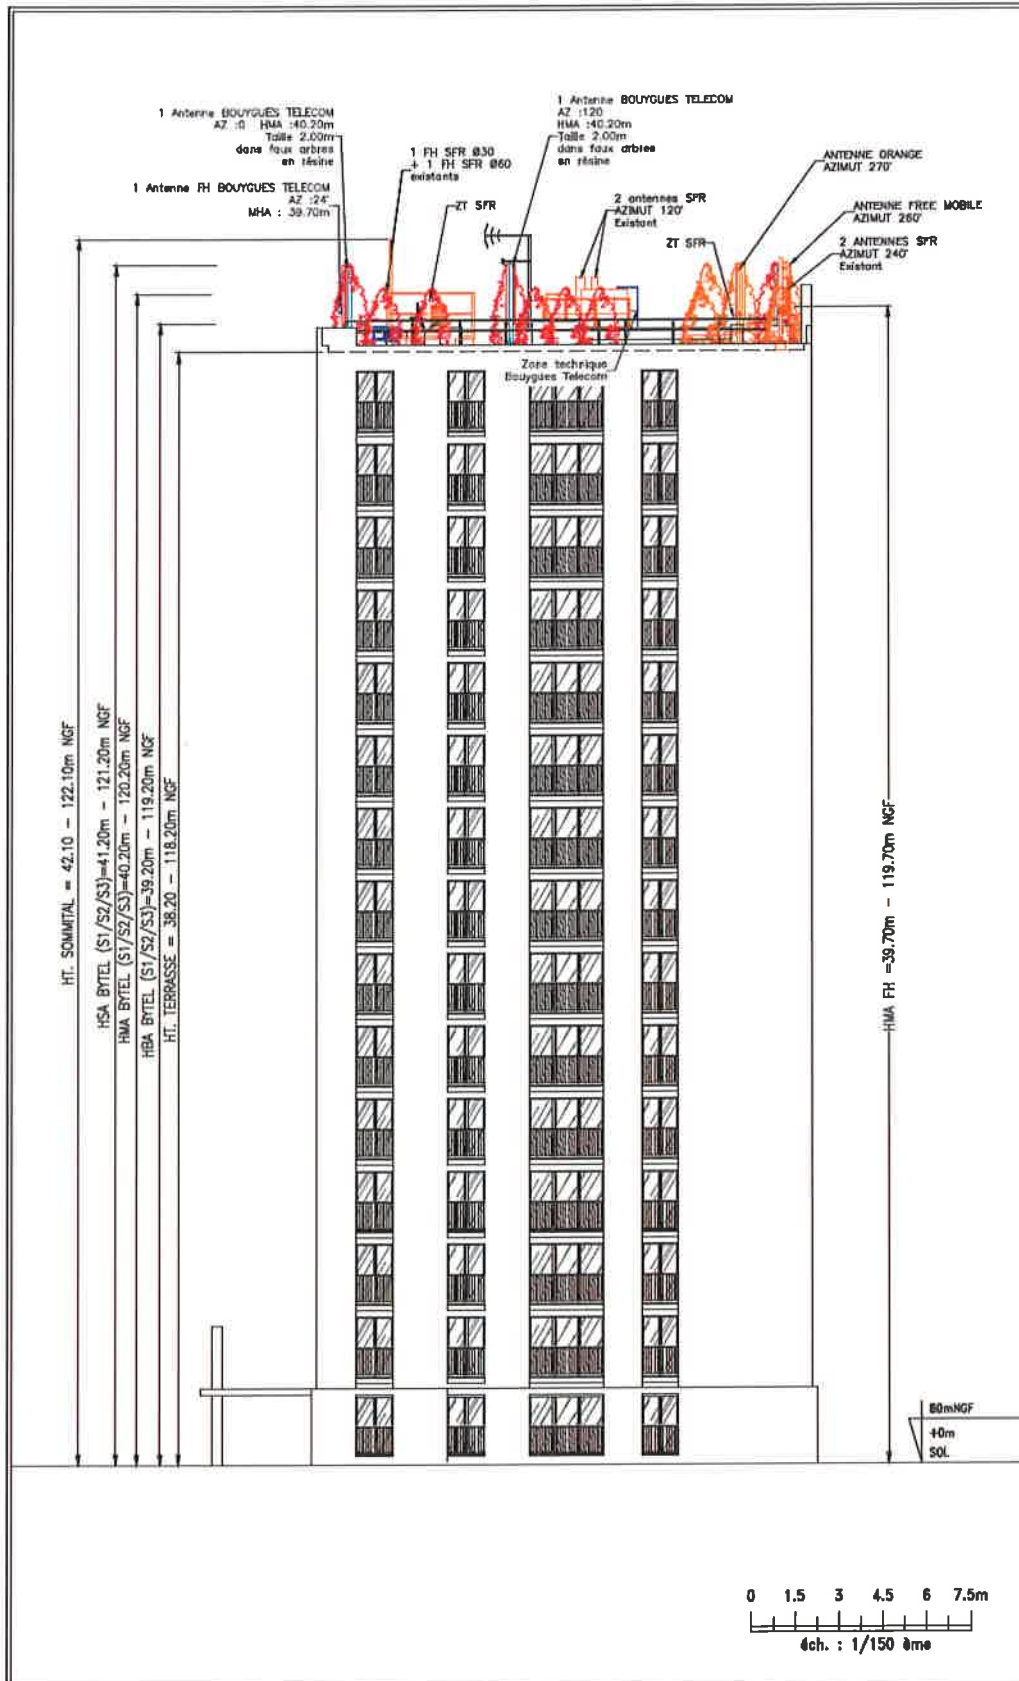 1 Antenne BOUYGUES TELECOM
AZ :0 HMA :40.20m
Taille 2.00m
dans faux arbres
en résine
1 Antenne FH BOUYGUES TELECOM
AZ :24°
MHA : 39.70m
1 FH SFR Ø30
+ 1 FH SFR Ø60
existants
ZT SFR
1 Antenne BOUYGUES TELECOM
AZ :120
HMA :40.20m
Taille 2.00m
dans faux arbres
en résine
2 antennes SFR
AZIMUT 120°
Existant
ZT SFR
ANTENNE ORANGE
AZIMUT 270°
ANTENNE FREE MOBILE
AZIMUT 260°
2 ANTENNES SFR
AZIMUT 240°
Existant
Zone technique
Bouygues Telecom
HT. SOMMITAL = 42.10 - 122.10m NGF
HSA BYTEL (S1/S2/S3)=41.20m - 121.20m NGF
HMA BYTEL (S1/S2/S3)=40.20m - 120.20m NGF
HBA BYTEL (S1/S2/S3)=39.20m - 119.20m NGF
HT. TERRASSE = 38.20 - 118.20m NGF
HMA FH =39.70m - 119.70m NGF
80mNGF
+0m
SOL
0 1.5 3 4.5 6 7.5m
éch. : 1/150 ème